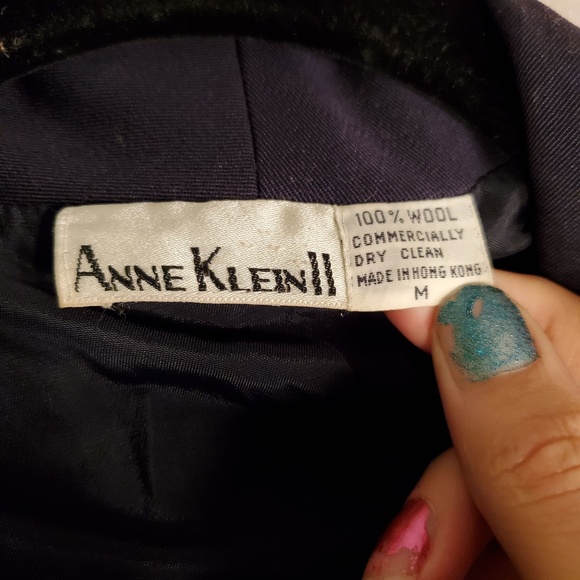 ANNE KLEIN II
100% WOOL
COMMERCIALLY
DRY CLEAN
MADE IN HONG KONG
M